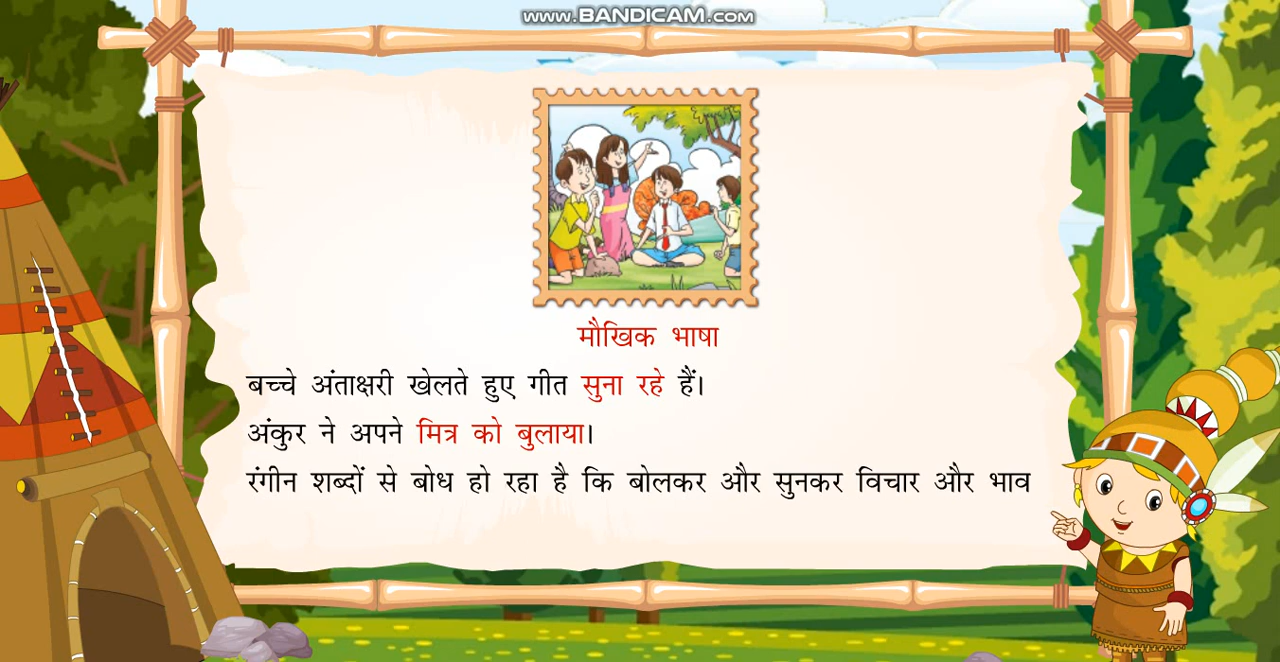 www.BANDICAM.com
मौखिक भाषा
बच्चे अंताक्षरी खेलते हुए गीत सुना रहे हैं।
अंकुर ने अपने मित्र को बुलाया।
रंगीन शब्दों से बोध हो रहा है कि बोलकर और सुनकर विचार और भाव